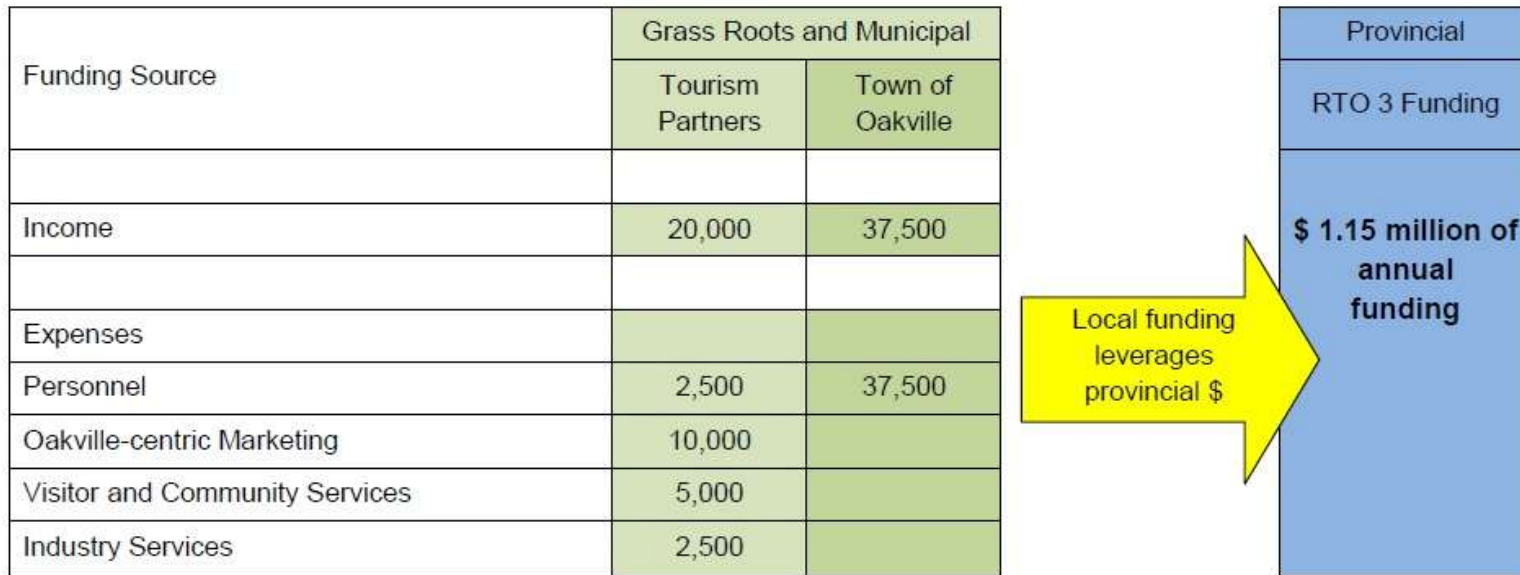 Funding Source
Grass Roots and Municipal
Tourism
Partners
Town of
Oakville
Income
20,000
37,500
Expenses
Personnel
2,500
37,500
Oakville-centric Marketing
10,000
Visitor and Community Services
5,000
Industry Services
2,500
Local funding
leverages
provincial $
Provincial
RTO 3 Funding
$ 1.15 million of
annual
funding